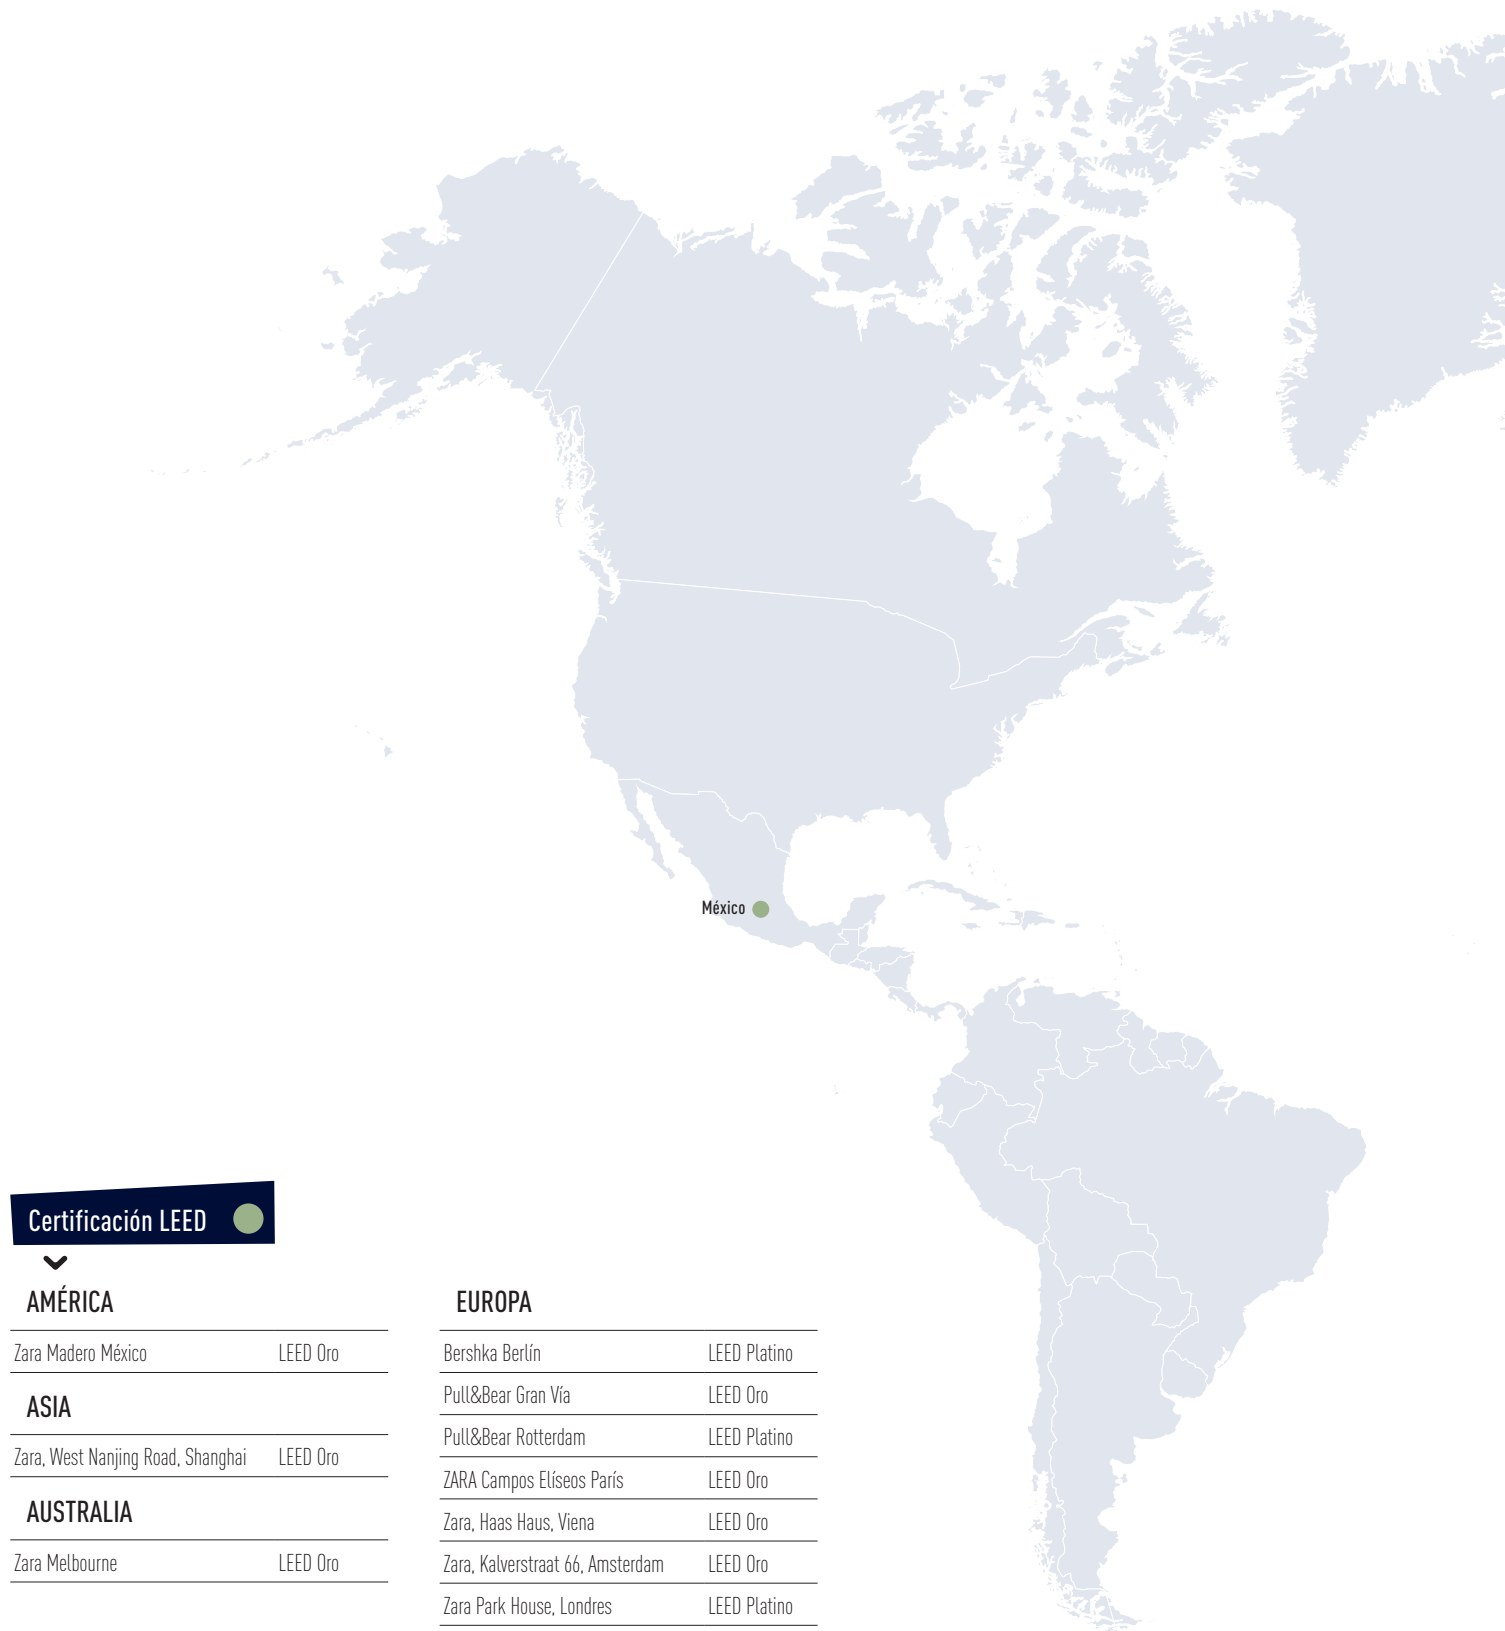 México
Certificación LEED
AMÉRICA
Zara Madero México LEED Oro
ASIA
Zara, West Nanjing Road, Shanghai LEED Oro
AUSTRALIA
Zara Melbourne LEED Oro
EUROPA
Bershka Berlín LEED Platino
Pull&Bear Gran Vía LEED Oro
Pull&Bear Rotterdam LEED Platino
ZARA Campos Elíseos París LEED Oro
Zara, Haas Haus, Viena LEED Oro
Zara, Kalverstraat 66, Amsterdam LEED Oro
Zara Park House, Londres LEED Platino